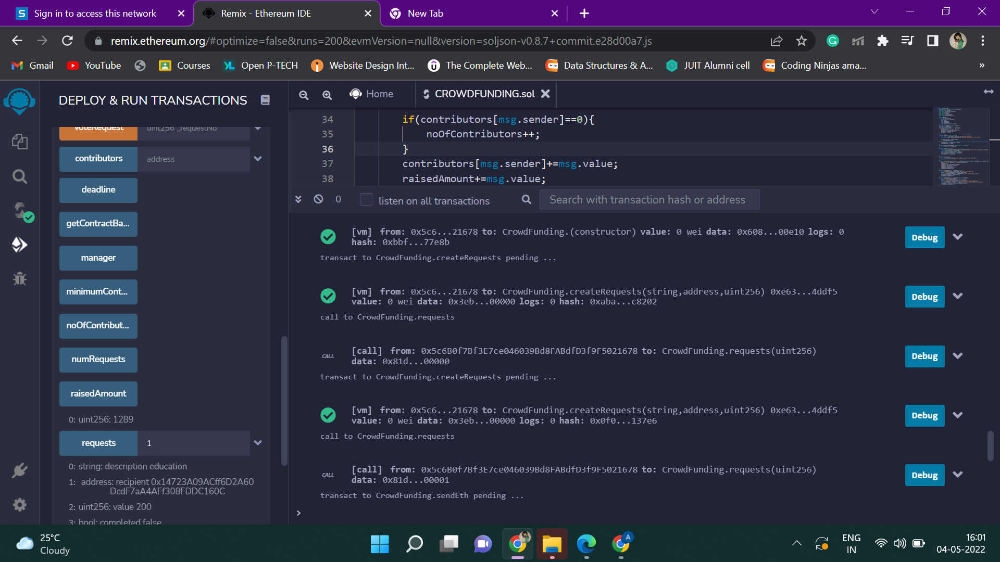 Sign in to access this network
Remix - Ethereum IDE
New Tab
remix.ethereum.org/#optimize=false&runs=200&evmVersion=null&version=soljson-v0.8.7+commit.e28d00a7.js
Gmail
YouTube
Courses
Open P-TECH
Website Design Int...
The Complete Web...
Data Structures & A...
JUIT Alumni cell
Coding Ninjas ama...
»
DEPLOY & RUN TRANSACTIONS
Home
CROWDFUNDING.sol
voteRequest uint256 _requestNo
contributors address
deadline
getContractBa...
manager
minimumCont...
noOfContribut...
numRequests
raisedAmount
0: uint256: 1289
requests 1
0: string: description education
1: address: recipient 0x14723A09ACff6D2A60
DcdF7aA4AFf308FDDC160C
2: uint256: value 200
3: bool: completed false
34 if(contributors[msg.sender]==0){
35 noOfContributors++;
36 }
37 contributors[msg.sender]+=msg.value;
38 raisedAmount+=msg.value;
0 listen on all transactions Search with transaction hash or address
[vm] from: 0x5c6...21678 to: CrowdFunding.(constructor) value: 0 wei data: 0x608...00e10 logs: 0
hash: 0xbbf...77e8b
Debug
transact to CrowdFunding.createRequests pending ...
[vm] from: 0x5c6...21678 to: CrowdFunding.createRequests(string,address,uint256) 0xe63...4ddf5
value: 0 wei data: 0x3eb...00000 logs: 0 hash: 0xaba...c8202
Debug
call to CrowdFunding.requests
CALL [call] from: 0x5c6B0f7Bf3E7ce046039Bd8FABdfD3f9F5021678 to: CrowdFunding.requests(uint256)
data: 0x81d...00000
Debug
transact to CrowdFunding.createRequests pending ...
[vm] from: 0x5c6...21678 to: CrowdFunding.createRequests(string,address,uint256) 0xe63...4ddf5
value: 0 wei data: 0x3eb...00000 logs: 0 hash: 0x0f0...137e6
Debug
call to CrowdFunding.requests
CALL [call] from: 0x5c6B0f7Bf3E7ce046039Bd8FABdfD3f9F5021678 to: CrowdFunding.requests(uint256)
data: 0x81d...00001
Debug
transact to CrowdFunding.sendEth pending ...
>
25°C
Cloudy
ENG
IN
16:01
04-05-2022